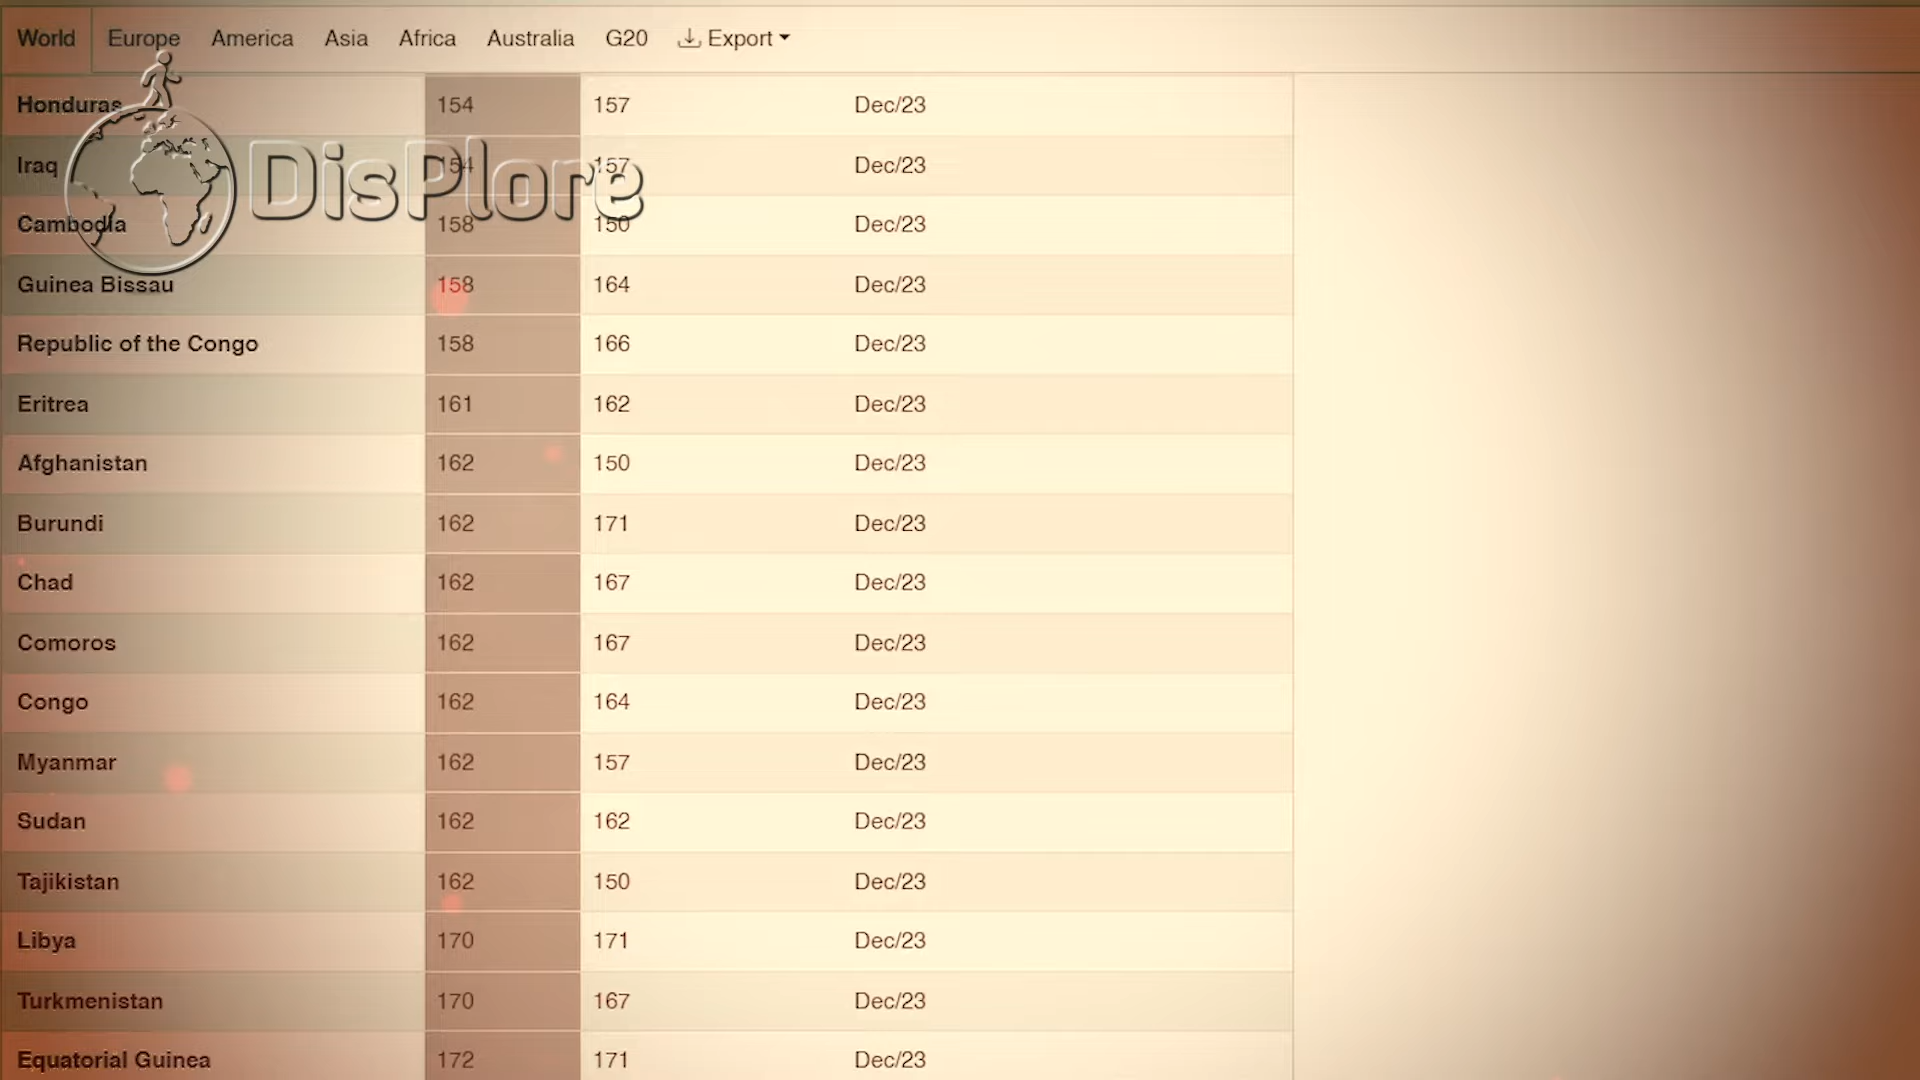 World Europe America Asia Africa Australia G20 Export
Honduras 154 157 Dec/23
Iraq 154 157 Dec/23
DisPlore
Cambodia 158 150 Dec/23
Guinea Bissau 158 164 Dec/23
Republic of the Congo 158 166 Dec/23
Eritrea 161 162 Dec/23
Afghanistan 162 150 Dec/23
Burundi 162 171 Dec/23
Chad 162 167 Dec/23
Comoros 162 167 Dec/23
Congo 162 164 Dec/23
Myanmar 162 157 Dec/23
Sudan 162 162 Dec/23
Tajikistan 162 150 Dec/23
Libya 170 171 Dec/23
Turkmenistan 170 167 Dec/23
Equatorial Guinea 172 171 Dec/23